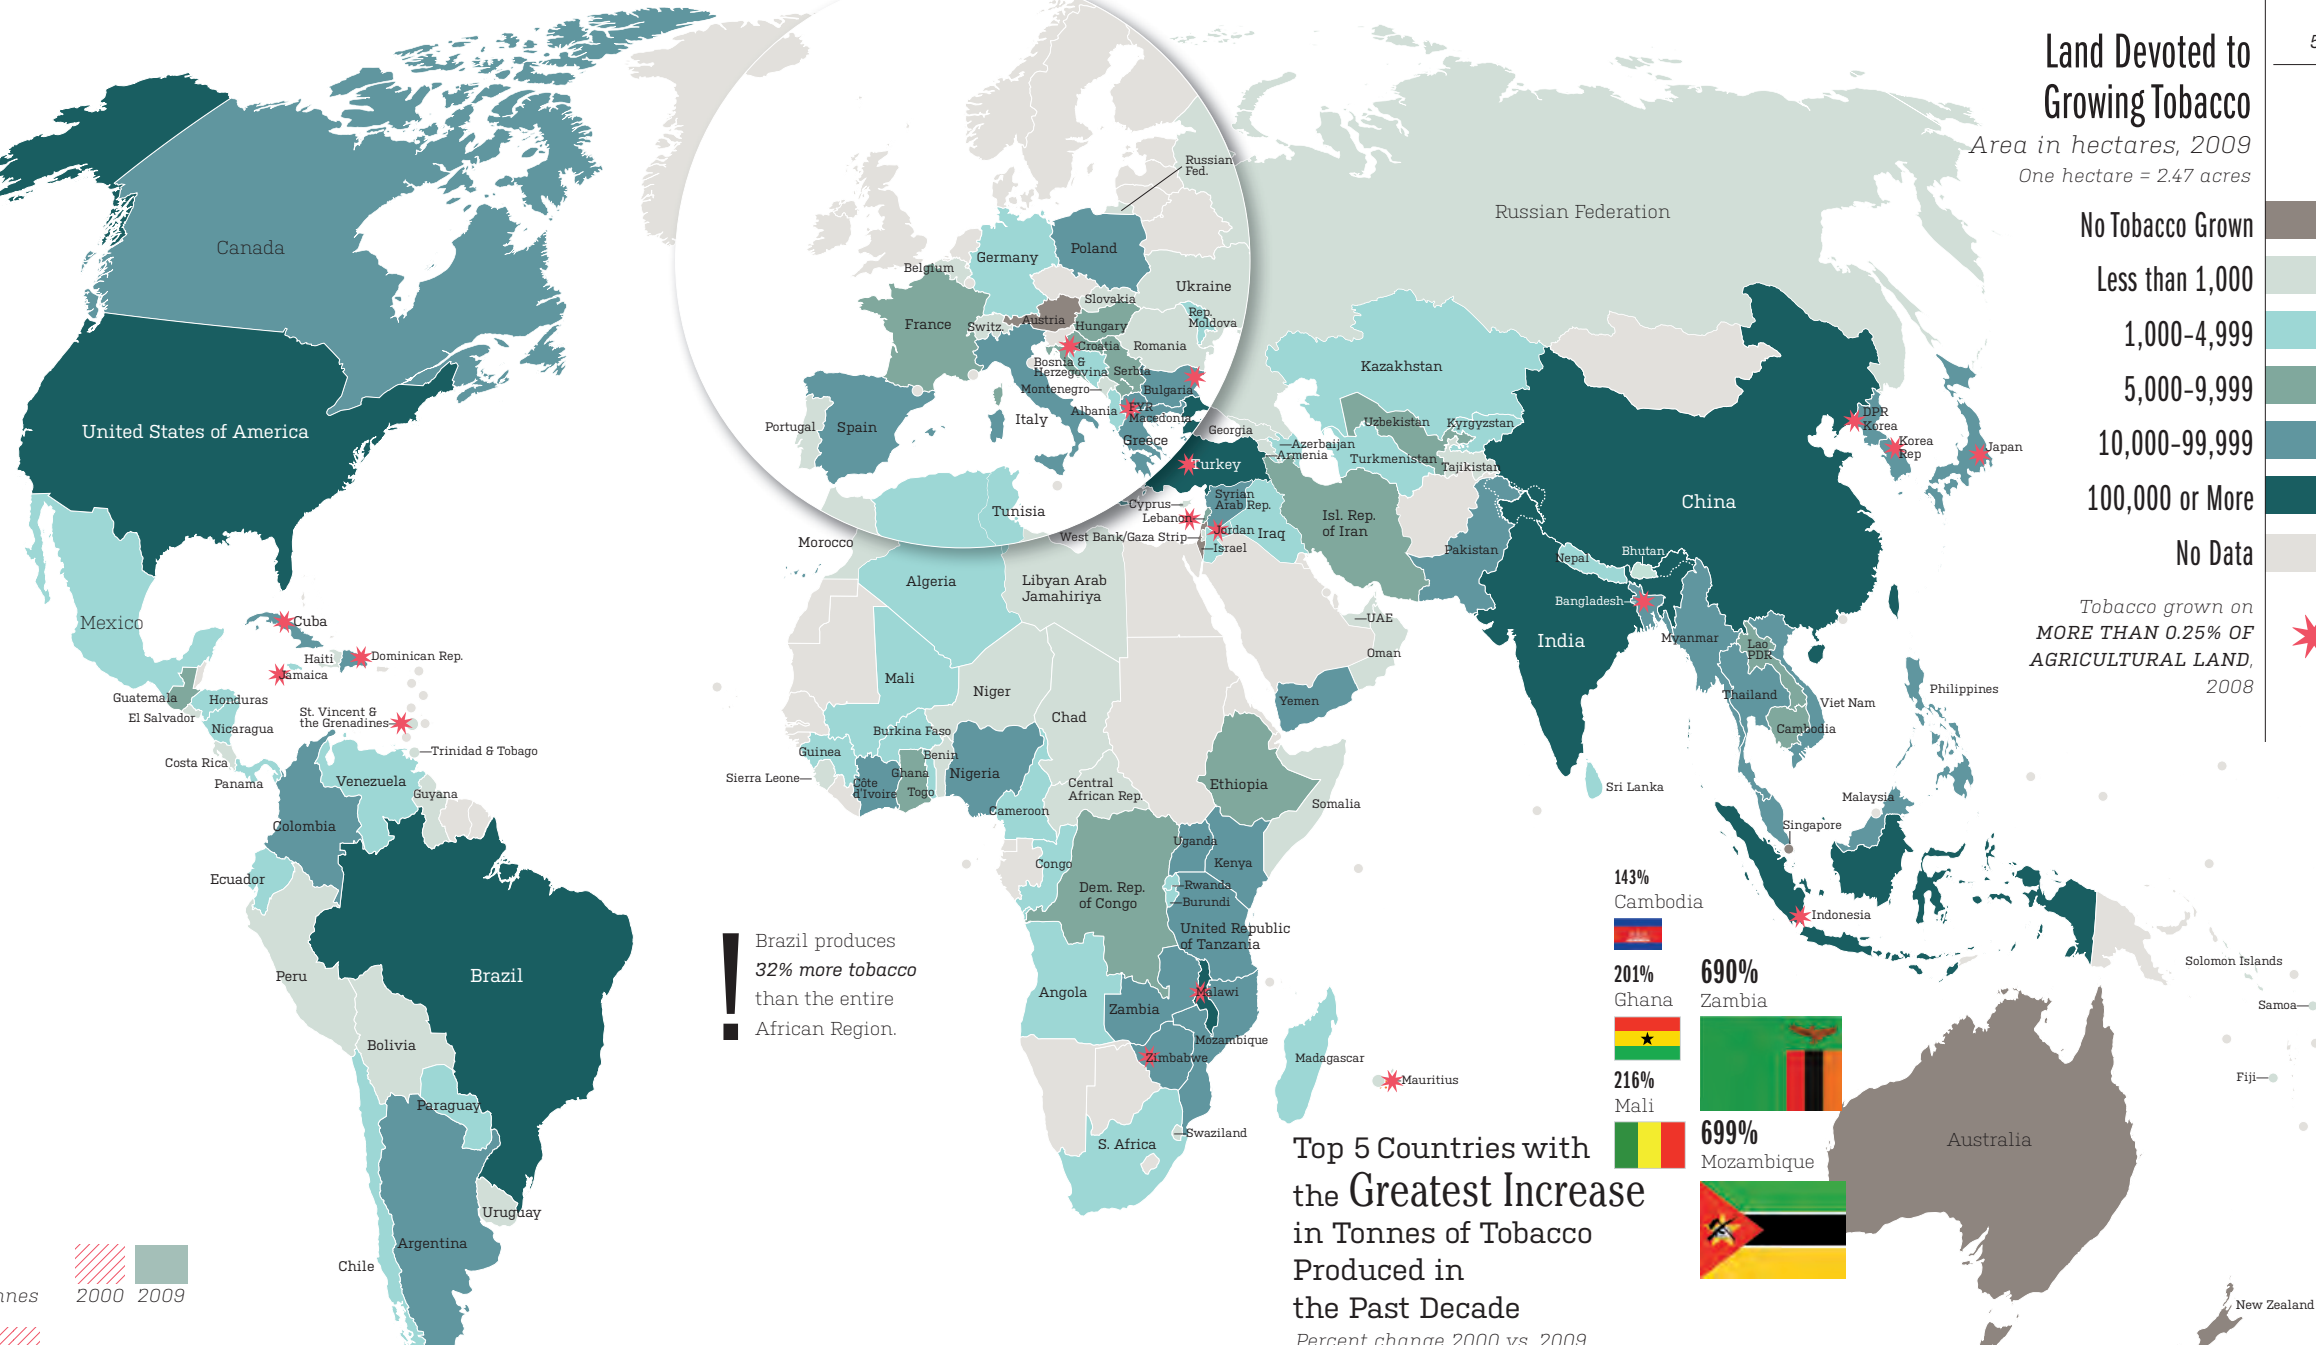 Land Devoted to
Growing Tobacco
Area in hectares, 2009
One hectare = 2.47 acres
No Tobacco Grown
Less than 1,000
1,000–4,999
5,000–9,999
10,000–99,999
100,000 or More
No Data
Tobacco grown on
MORE THAN 0.25% OF
AGRICULTURAL LAND,
2008
Canada
United States of America
Mexico
Cuba
Haiti
Dominican Rep.
Jamaica
Guatemala
Honduras
El Salvador
Nicaragua
St. Vincent &
the Grenadines
Costa Rica
Panama
Trinidad & Tobago
Venezuela
Guyana
Colombia
Ecuador
Peru
Brazil
Bolivia
Paraguay
Uruguay
Argentina
Chile
Russian
Fed.
Germany
Poland
Belgium
Ukraine
Slovakia
France
Switz.
Austria
Hungary
Rep.
Moldova
Croatia
Romania
Bosnia &
Herzegovina
Serbia
Montenegro
Bulgaria
Albania
FYR
Macedonia
Italy
Greece
Portugal
Spain
Tunisia
Russian Federation
Kazakhstan
Uzbekistan
Kyrgyzstan
Georgia
Azerbaijan
Armenia
Turkmenistan
Tajikistan
Turkey
Cyprus
Syrian
Arab Rep.
Lebanon
Jordan
Iraq
West Bank/Gaza Strip
Israel
Isl. Rep.
of Iran
Pakistan
Nepal
Bhutan
Bangladesh
India
China
DPR
Korea
Korea
Rep
Japan
Myanmar
Lao
PDR
Thailand
Viet Nam
Cambodia
Philippines
Sri Lanka
Malaysia
Singapore
Indonesia
UAE
Oman
Yemen
Morocco
Algeria
Libyan Arab
Jamahiriya
Mali
Niger
Chad
Burkina Faso
Guinea
Benin
Sierra Leone
Côte
d'Ivoire
Ghana
Togo
Nigeria
Cameroon
Central
African Rep.
Ethiopia
Somalia
Uganda
Kenya
Congo
Dem. Rep.
of Congo
Rwanda
Burundi
United Republic
of Tanzania
Angola
Zambia
Malawi
Mozambique
Zimbabwe
Madagascar
Mauritius
S. Africa
Swaziland
Solomon Islands
Samoa
Fiji
Australia
New Zealand
Brazil produces
32% more tobacco
than the entire
African Region.
143%
Cambodia
201%
Ghana
216%
Mali
690%
Zambia
699%
Mozambique
Top 5 Countries with
the Greatest Increase
in Tonnes of Tobacco
Produced in
the Past Decade
Percent change 2000 vs. 2009
2000 2009